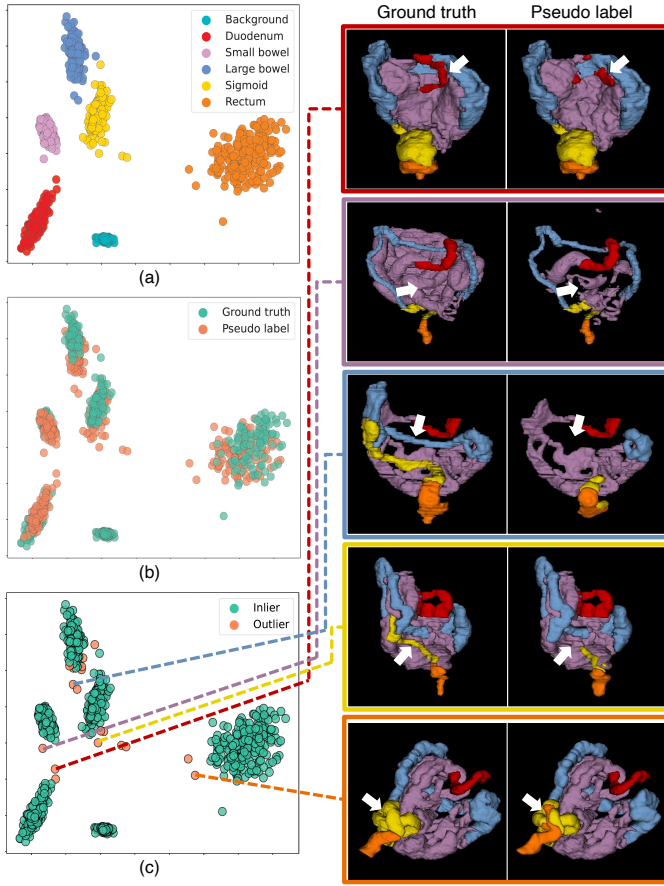 Ground truth
Pseudo label
Background
Duodenum
Small bowel
Large bowel
Sigmoid
Rectum
(a)
Ground truth
Pseudo label
(b)
Inlier
Outlier
(c)